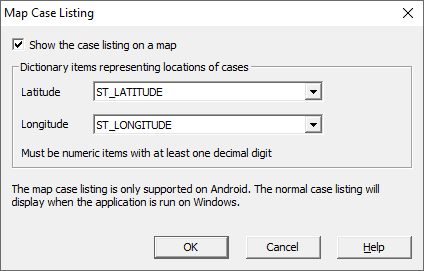 Map Case Listing
Show the case listing on a map
Dictionary items representing locations of cases
Latitude ST_LATITUDE
Longitude ST_LONGITUDE
Must be numeric items with at least one decimal digit
The map case listing is only supported on Android. The normal case listing will
display when the application is run on Windows.
OK Cancel Help